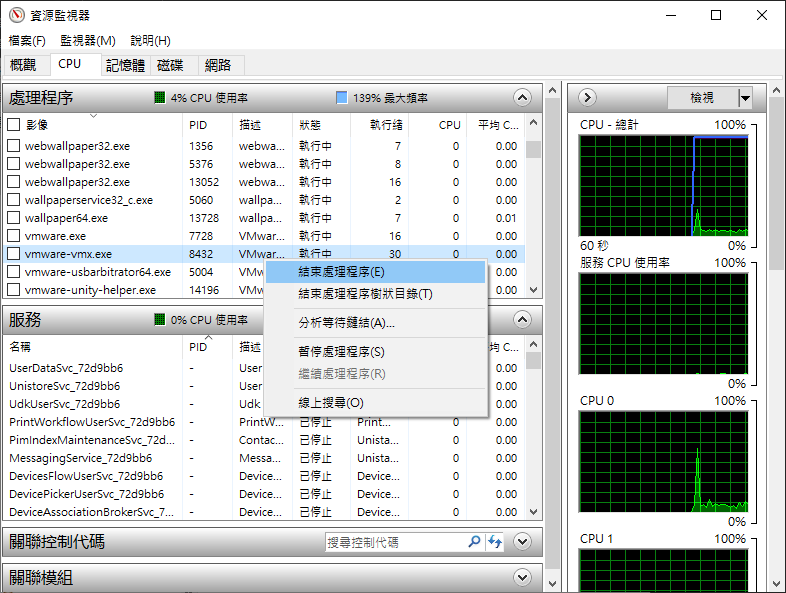 資源監視器
檔案(F) 監視器(M) 說明(H)
概觀 CPU 記憶體 磁碟 網路
處理程序 4% CPU 使用率 139% 最大頻率
影像 PID 描述 狀態 執行緒 CPU 平均 C...
webwallpaper32.exe 1356 webwa... 執行中 7 0 0.00
webwallpaper32.exe 5376 webwa... 執行中 8 0 0.00
webwallpaper32.exe 13052 webwa... 執行中 16 0 0.00
wallpaperservice32_c.exe 5060 wallpa... 執行中 2 0 0.00
wallpaper64.exe 13728 wallpa... 執行中 7 0 0.01
vmware.exe 7728 VMwar... 執行中 16 0 0.00
vmware-vmx.exe 8432 VMwar... 執行中 30 0 0.00
vmware-usbarbitrator64.exe 5004 VMw
vmware-unity-helper.exe 14196 VMw
結束處理程序(E)
結束處理程序樹狀目錄(T)
分析等待鏈結(A)...
暫停處理程序(S)
繼續處理程序(R)
線上搜尋(O)
服務 0% CPU 使用率
名稱 PID 描述 均 C...
UserDataSvc_72d9bb6 - User 0.00
UnistoreSvc_72d9bb6 - User 0.00
UdkUserSvc_72d9bb6 - Udk 0.00
PrintWorkflowUserSvc_72d9bb6 - PrintW... 已停止 Print... 0 0.00
PimIndexMaintenanceSvc_72d... - Contac... 已停止 Unista... 0 0.00
MessagingService_72d9bb6 - Messa... 已停止 Unista... 0 0.00
DevicesFlowUserSvc_72d9bb6 - Device... 已停止 Device... 0 0.00
DevicePickerUserSvc_72d9bb6 - Device... 已停止 Device... 0 0.00
DeviceAssociationBrokerSvc_7... - Device... 已停止 Device... 0 0.00
關聯控制代碼 搜尋控制代碼
關聯模組
檢視
CPU - 總計 100%
60 秒 0%
服務 CPU 使用率 100%
0%
CPU 0 100%
0%
CPU 1 100%